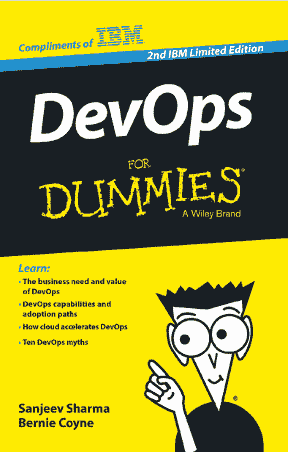 Compliments of IBM
2nd IBM Limited Edition
DevOps
FOR
DUMMIES®
A Wiley Brand
Learn:
• The business need and value
of DevOps
• DevOps capabilities and
adoption paths
• How cloud accelerates DevOps
• Ten DevOps myths
®
Sanjeev Sharma
Bernie Coyne